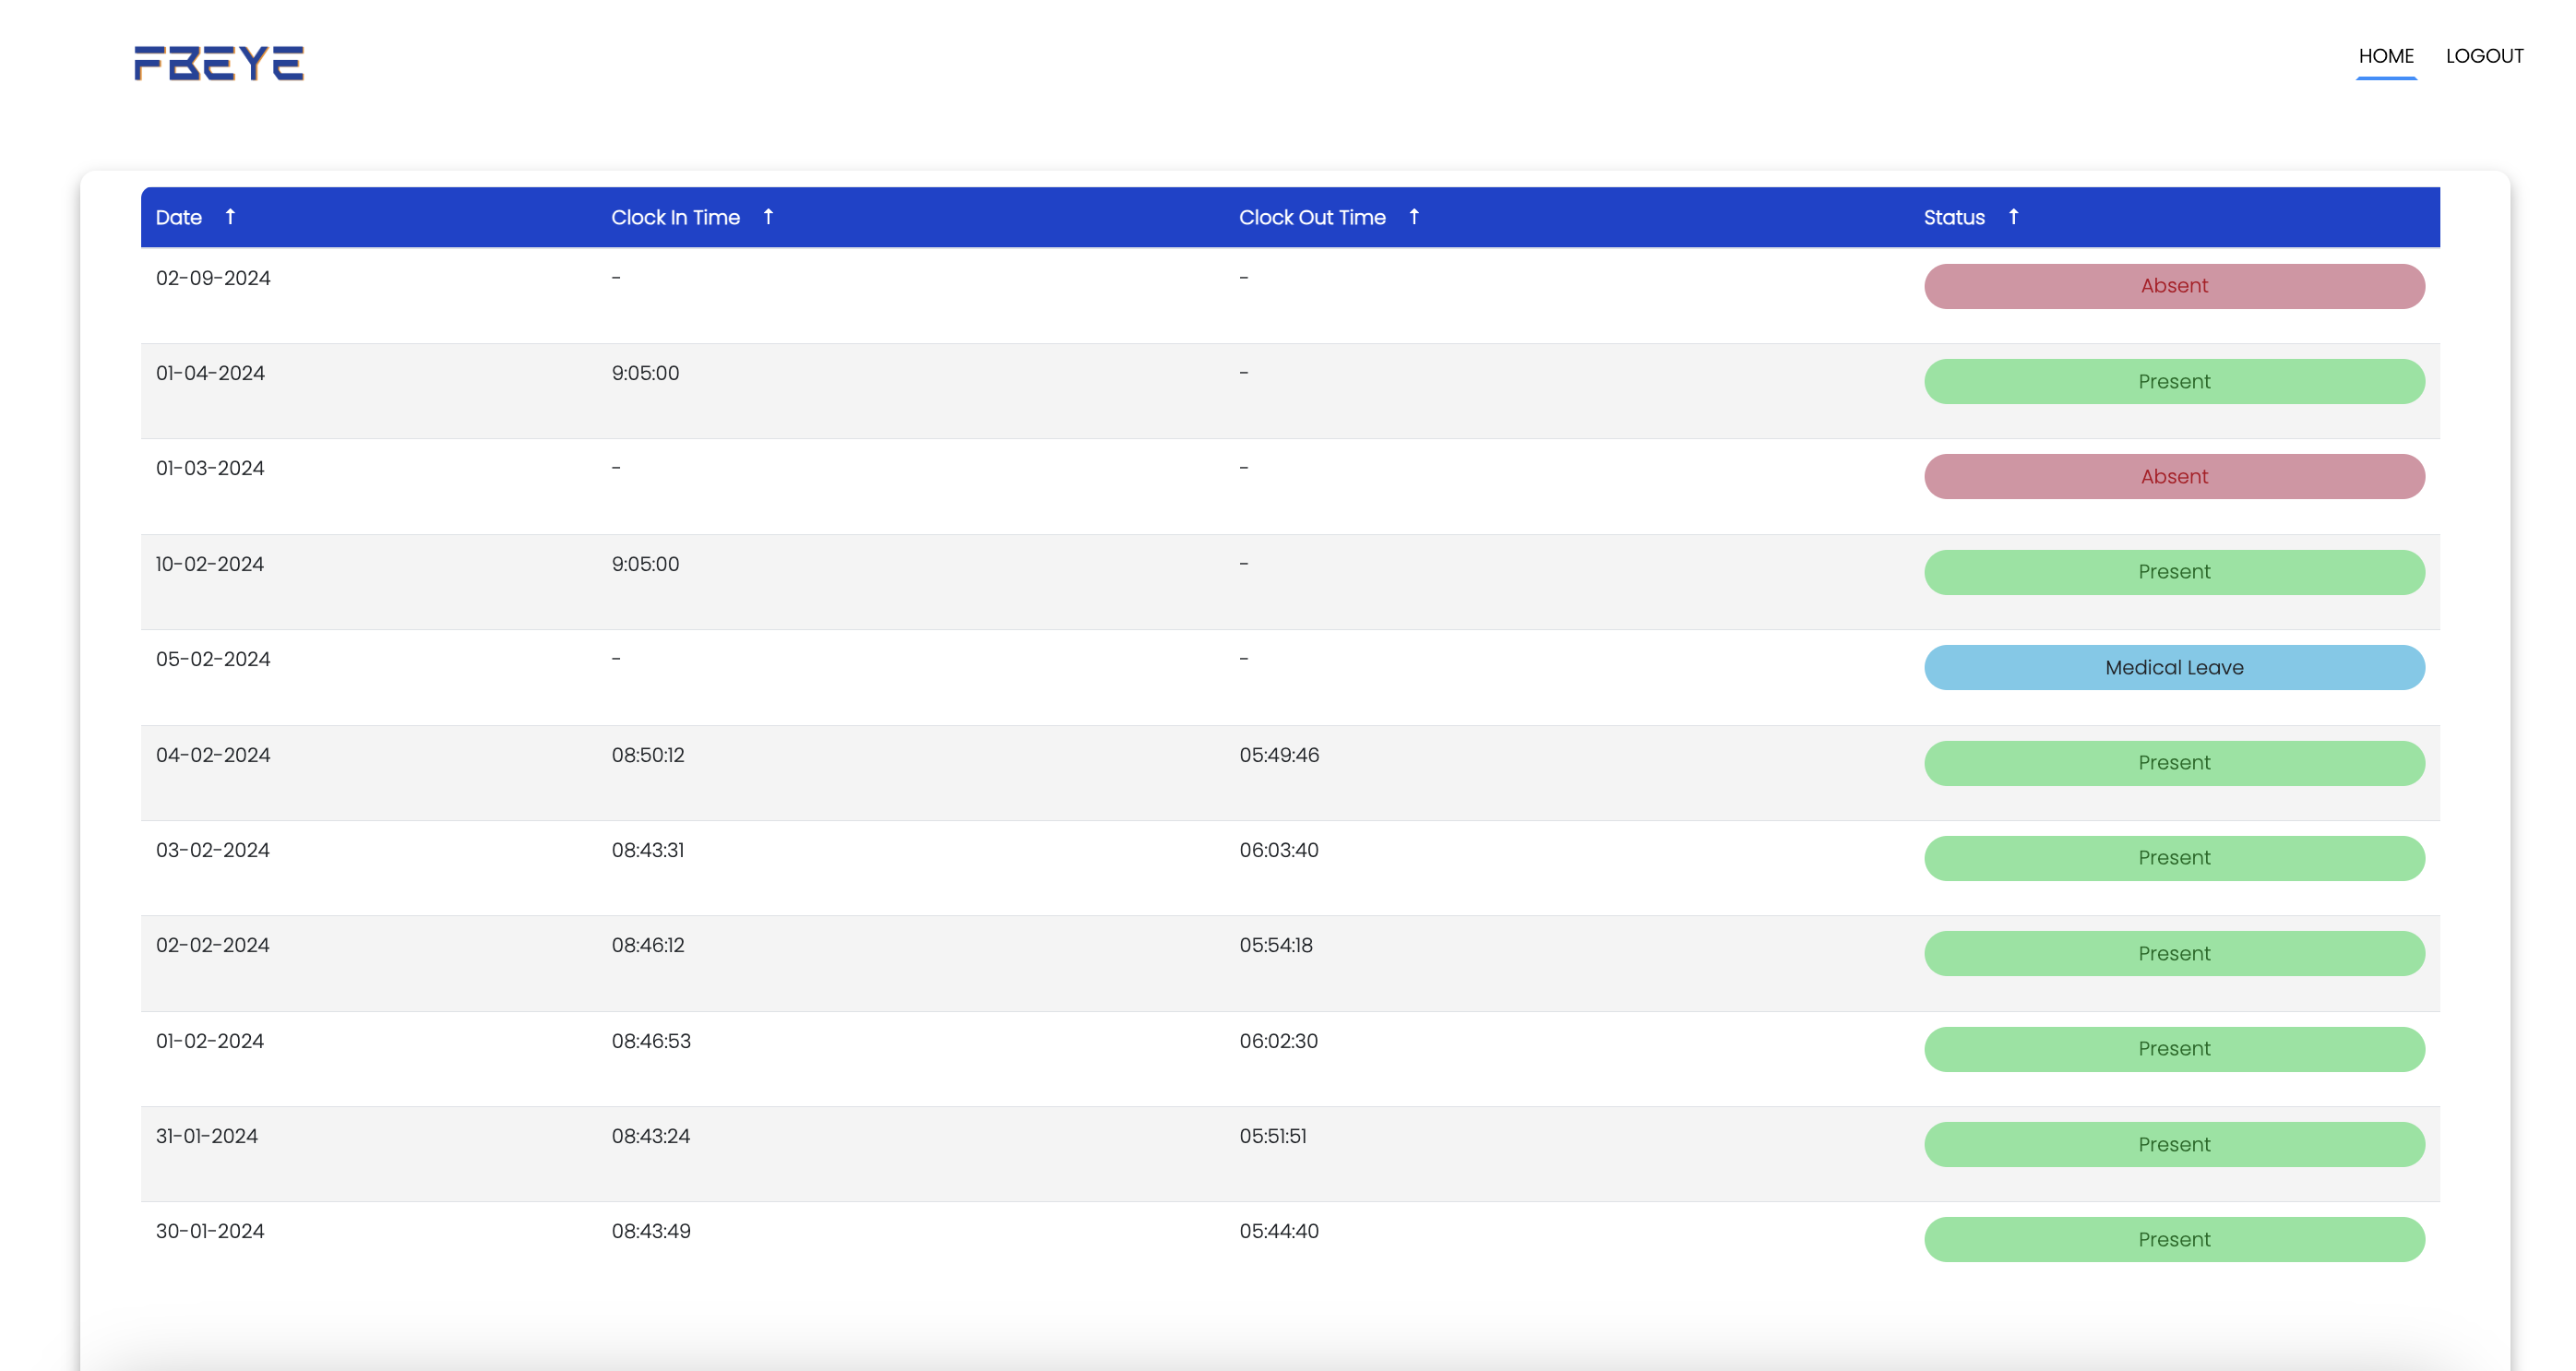 FBEYE
HOME LOGOUT
Date ↑ Clock In Time ↑ Clock Out Time ↑ Status ↑
02-09-2024 - - Absent
01-04-2024 9:05:00 - Present
01-03-2024 - - Absent
10-02-2024 9:05:00 - Present
05-02-2024 - - Medical Leave
04-02-2024 08:50:12 05:49:46 Present
03-02-2024 08:43:31 06:03:40 Present
02-02-2024 08:46:12 05:54:18 Present
01-02-2024 08:46:53 06:02:30 Present
31-01-2024 08:43:24 05:51:51 Present
30-01-2024 08:43:49 05:44:40 Present